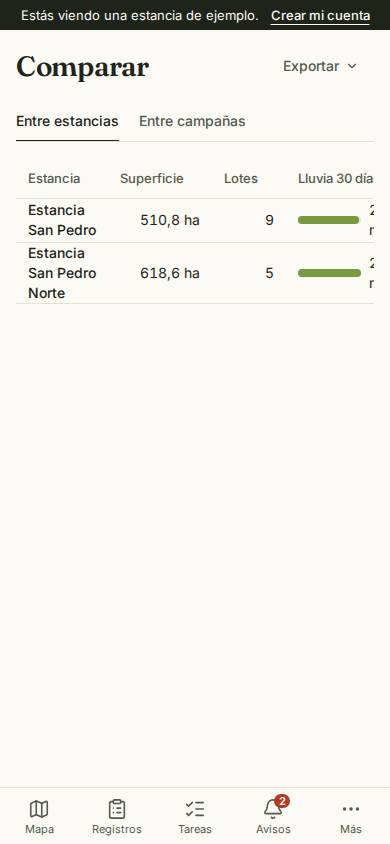 Estás viendo una estancia de ejemplo. Crear mi cuenta
Comparar
Exportar
Entre estancias Entre campañas
Estancia Superficie Lotes Lluvia 30 días
Estancia
San Pedro
510,8 ha 9
Estancia
San Pedro
Norte
618,6 ha 5
2
Mapa Registros Tareas Avisos Más